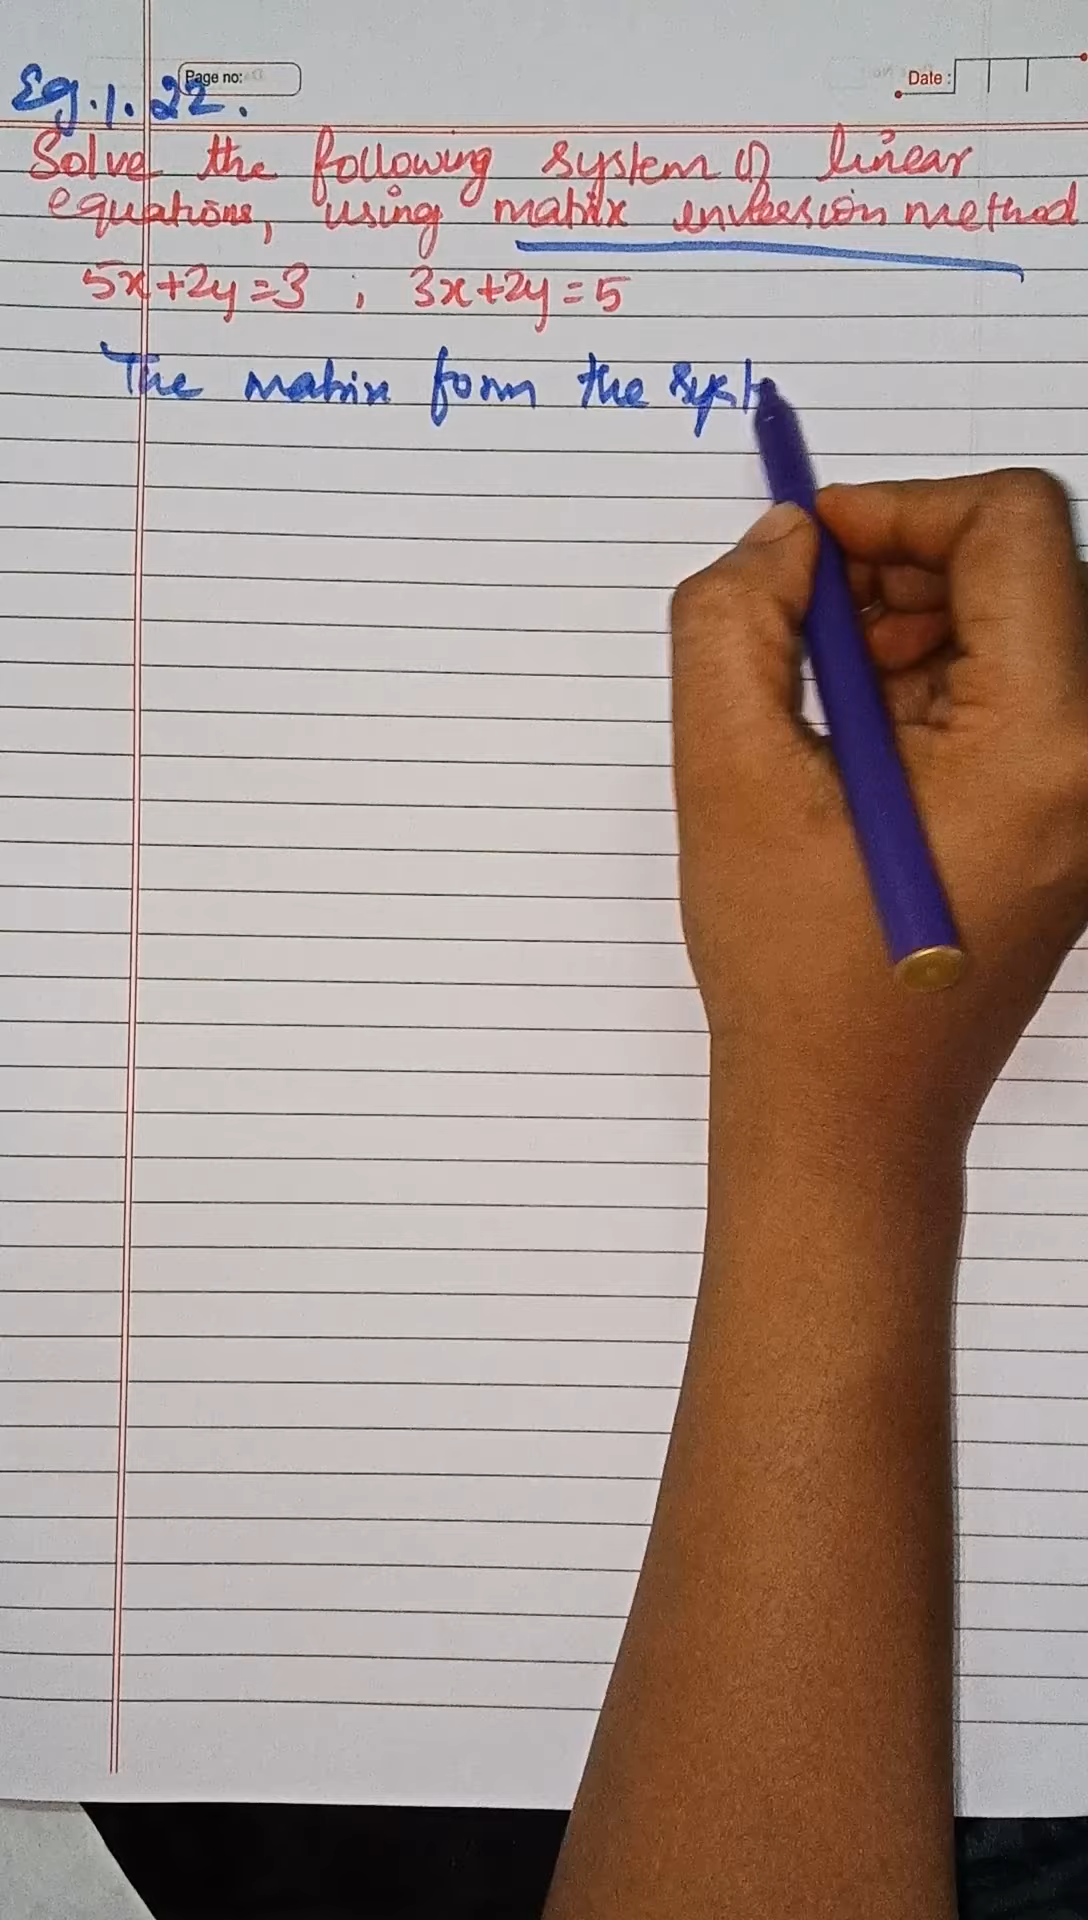 Page no:
Date :
Eg.1.22.
Solve the following system of linear
equations, using matrix inversion method
5x+2y=3 ; 3x+2y=5
The matrix form the syst